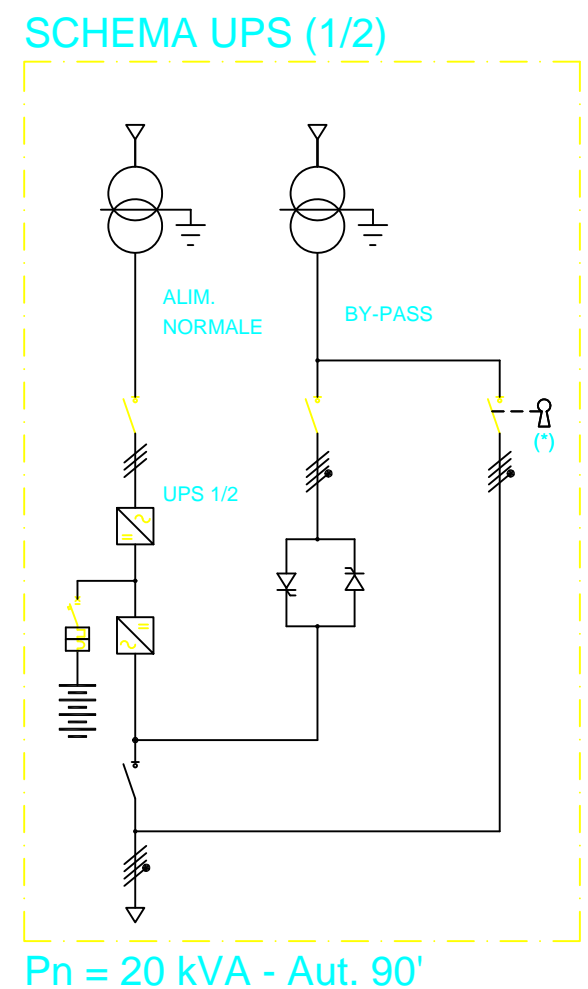 SCHEMA UPS (1/2)
ALIM.
NORMALE
BY-PASS
(*)
UPS 1/2
Pn = 20 kVA - Aut. 90'